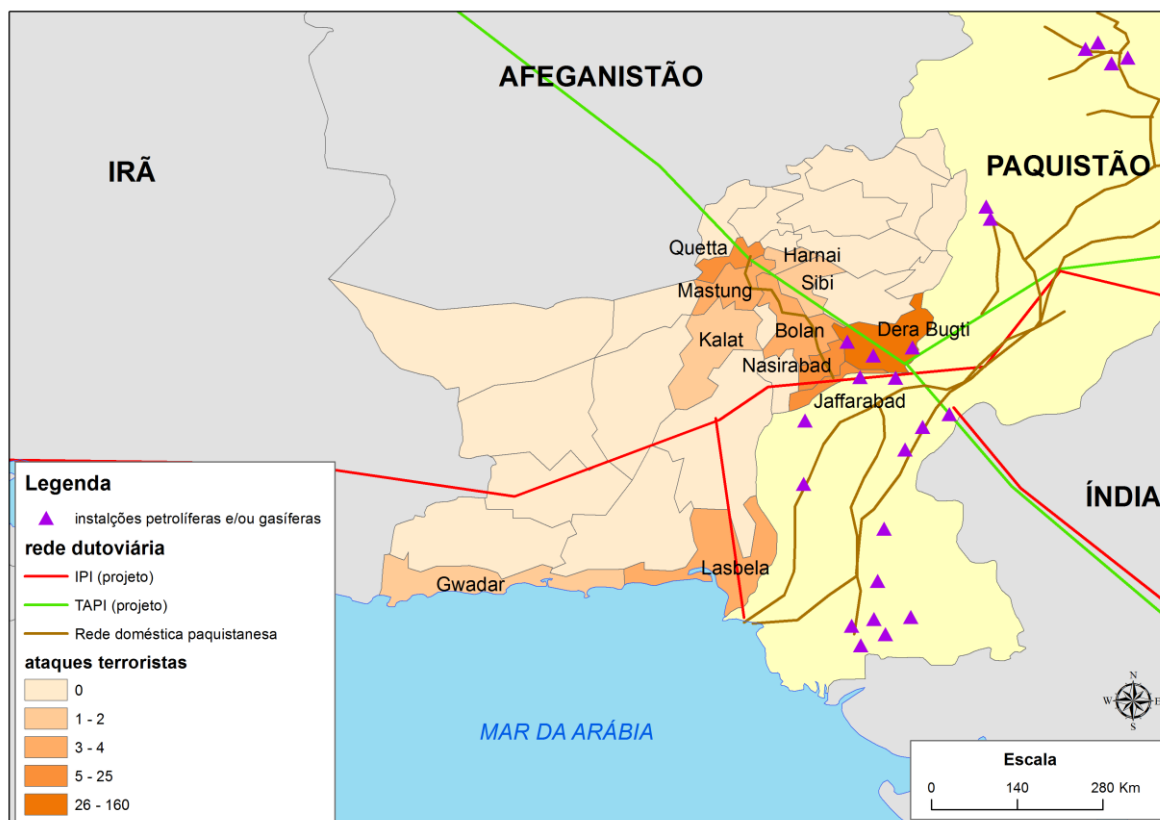 AFEGANISTÃO
IRÃ
PAQUISTÃO
Quetta
Harnai
Sibi
Mastung
Bolan
Dera Bugti
Kalat
Nasirabad
Jaffarabad
ÍNDIA
Lasbela
Gwadar
MAR DA ARÁBIA
Legenda
instalções petrolíferas e/ou gasíferas
rede dutoviária
IPI (projeto)
TAPI (projeto)
Rede doméstica paquistanesa
ataques terroristas
0
1 - 2
3 - 4
5 - 25
26 - 160
N
W E
S
Escala
0 140 280 Km